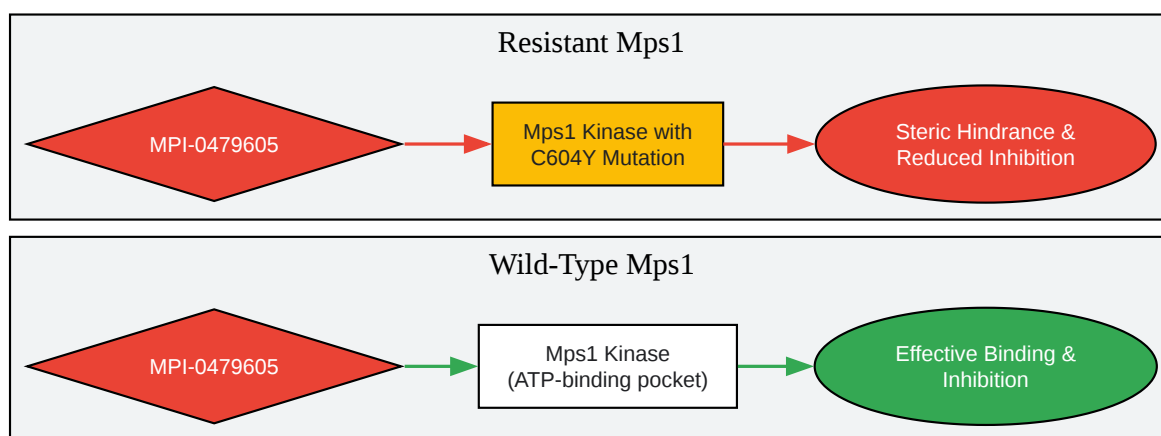 Resistant Mps1
MPI-0479605
Mps1 Kinase with
C604Y Mutation
Steric Hindrance &
Reduced Inhibition
Wild-Type Mps1
MPI-0479605
Mps1 Kinase
(ATP-binding pocket)
Effective Binding &
Inhibition